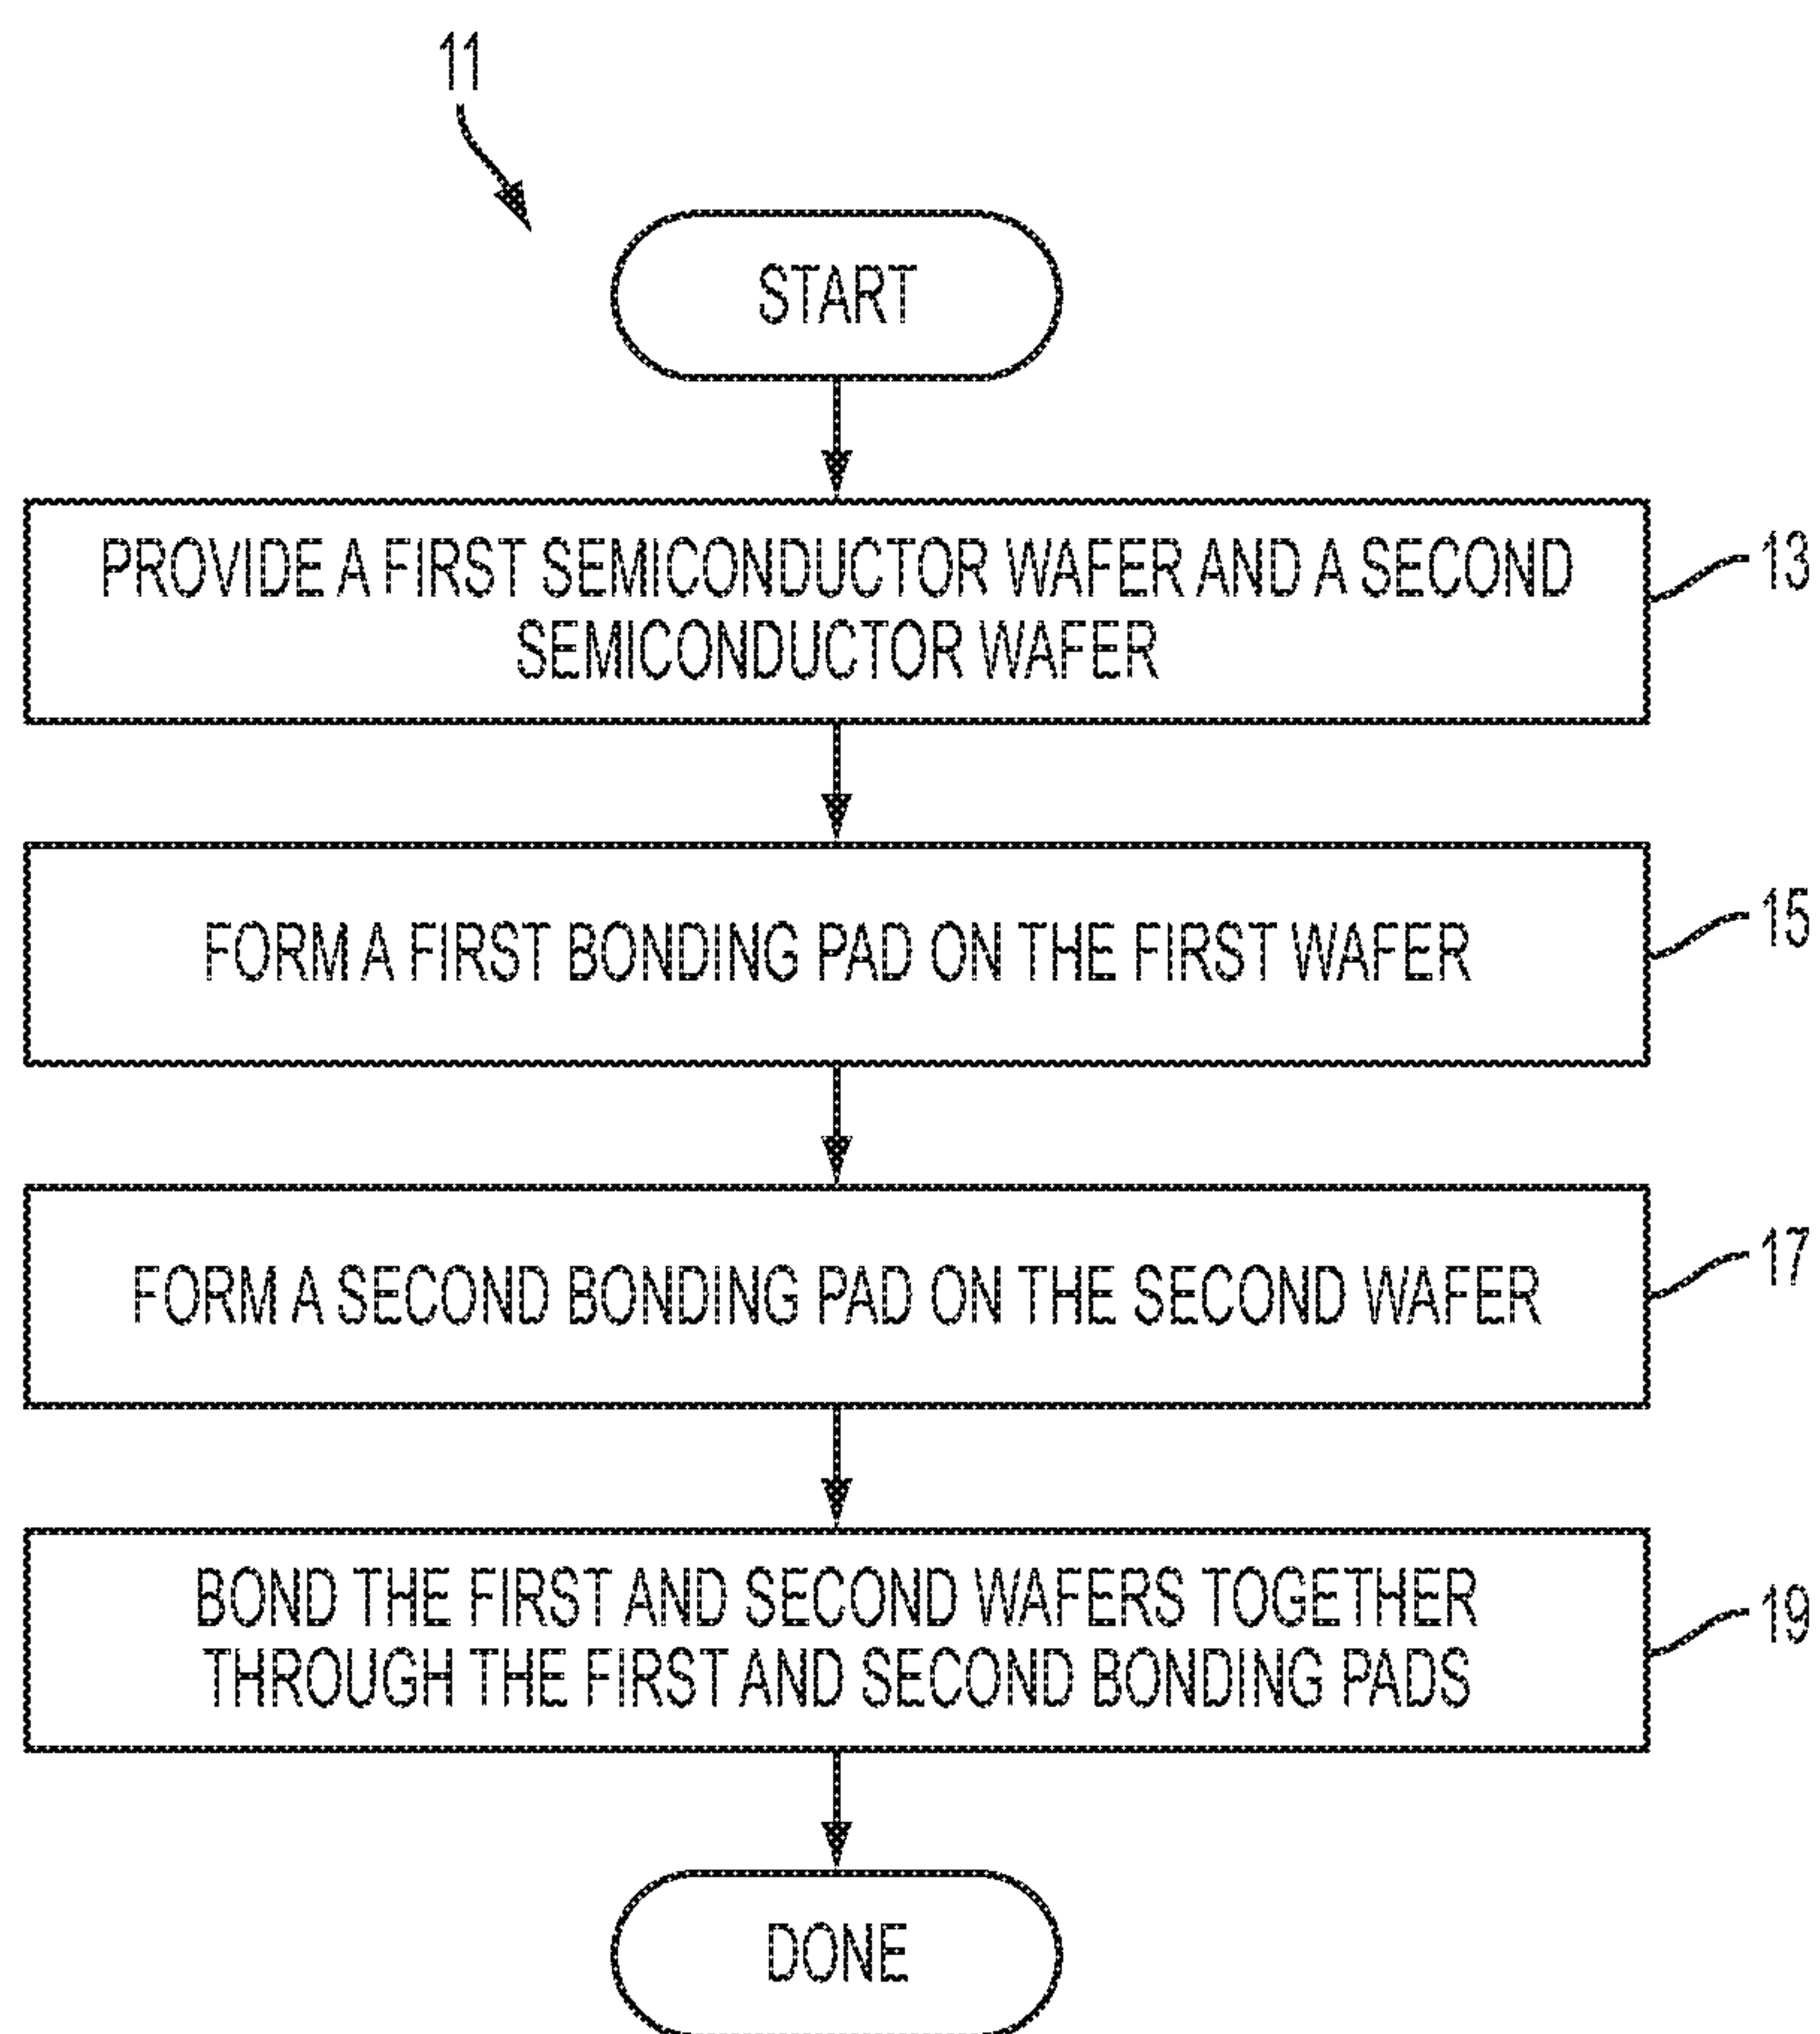 11
START
PROVIDE A FIRST SEMICONDUCTOR WAFER AND A SECOND
SEMICONDUCTOR WAFER
13
FORM A FIRST BONDING PAD ON THE FIRST WAFER
15
FORM A SECOND BONDING PAD ON THE SECOND WAFER
17
BOND THE FIRST AND SECOND WAFERS TOGETHER
THROUGH THE FIRST AND SECOND BONDING PADS
19
DONE